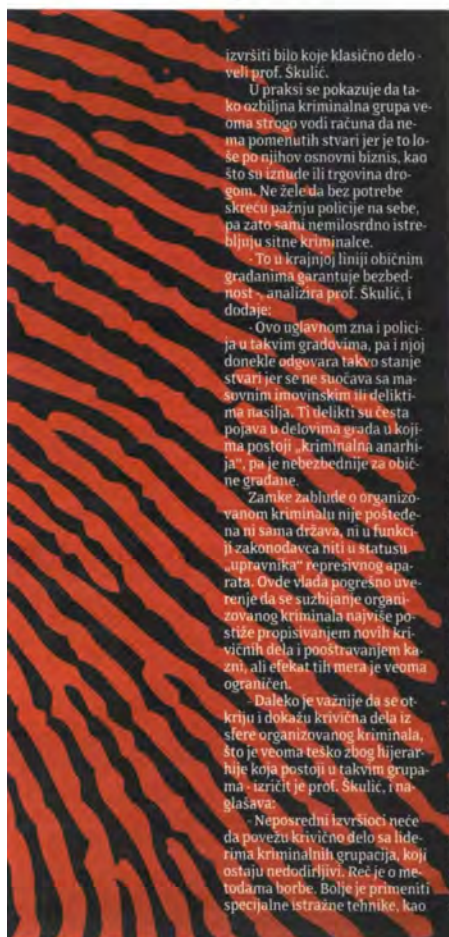 izvršiti bilo koje klasično delo -
veli prof. Škulić.
U praksi se pokazuje da ta-
ko ozbiljna kriminalna grupa ve-
oma strogo vodi računa da ne-
ma pomenutih stvari jer je to lo-
še po njihov osnovni biznis, kao
što su iznude ili trgovina dro-
gom. Ne žele da bez potrebe
skreću pažnju policije na sebe,
pa zato sami nemilosrdno istre-
bljuju sitne kriminalce.
- To u krajnjoj liniji običnim
građanima garantuje bezbed-
nost -, analizira prof. Škulić, i
dodaje:
- Ovo uglavnom zna i polici-
ja u takvim gradovima, pa i njoj
donekle odgovara takvo stanje
stvari jer se ne suočava sa ma-
sovnim imovinskim ili delikti-
ma nasilja. Ti delikti su česta
pojava u delovima grada u koji-
ma postoji „kriminalna anarhi-
ja“, pa je nebezbednije za obič-
ne građane.
Zamke zablude o organizo-
vanom kriminalu nije pošteđe-
na ni sama država, ni u funkci-
ji zakonodavca niti u statusu
„upravnika“ represivnog apa-
rata. Ovde vlada pogrešno uve-
renje da se suzbijanje organi-
zovanog kriminala najviše po-
stiže propisivanjem novih kri-
vičnih dela i pooštravanjem ka-
zni, ali efekat tih mera je veoma
ograničen.
- Daleko je važnije da se ot-
kriju i dokažu krivična dela iz
sfere organizovanog kriminala,
što je veoma teško zbog hijerar-
hije koja postoji u takvim grupa-
ma - izričit je prof. Škulić, i na-
glašava:
- Neposredni izvršioci neće
da povežu krivično delo sa lide-
rima kriminalnih grupacija, koji
ostaju nedodirljivi. Reč je o me-
todama borbe. Bolje je primeniti
specijalne istražne tehnike, kao